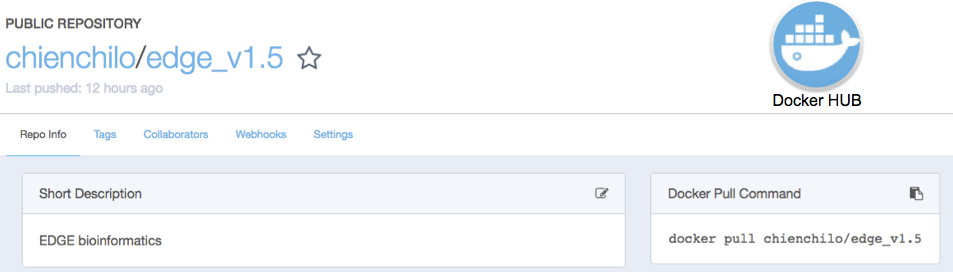 PUBLIC REPOSITORY
chienchilo/edge_v1.5
Last pushed: 12 hours ago
Docker HUB
Repo Info Tags Collaborators Webhooks Settings
Short Description
EDGE bioinformatics
Docker Pull Command
docker pull chienchilo/edge_v1.5